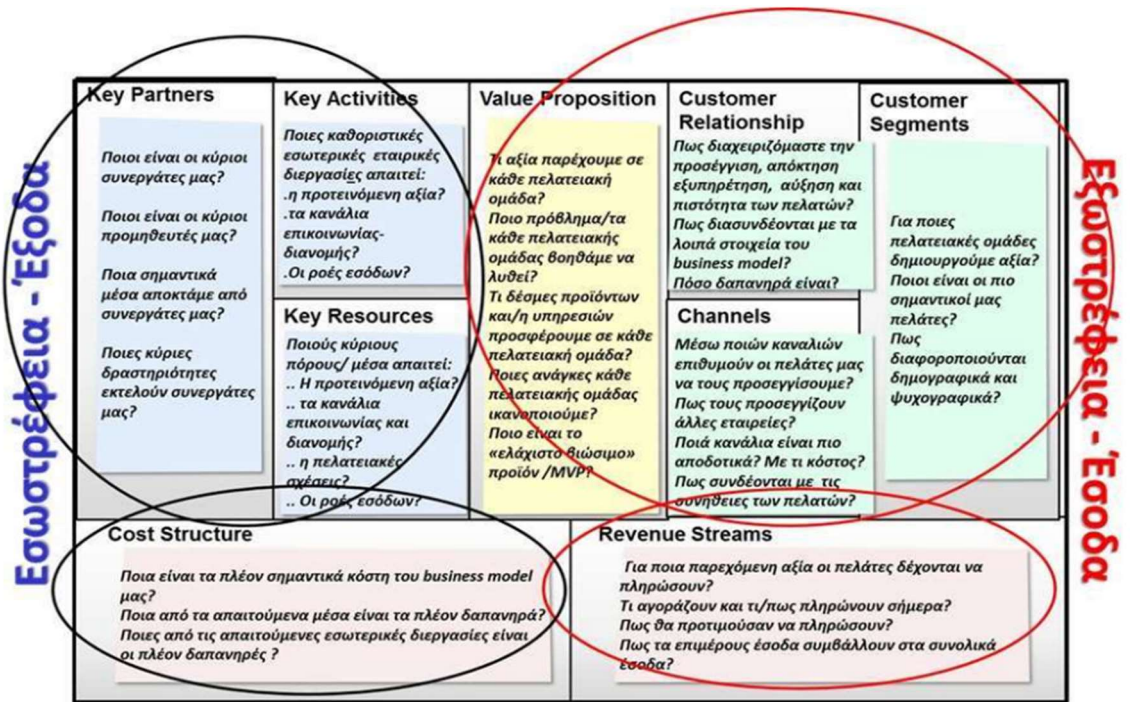 Εσωστρέφεια - Έξοδα
Key Partners
Ποιοι είναι οι κύριοι
συνεργάτες μας?
Ποιοι είναι οι κύριοι
προμηθευτές μας?
Ποια σημαντικά
μέσα αποκτάμε από
συνεργάτες μας?
Ποιες κύριες
δραστηριότητες
εκτελούν συνεργάτες
μας?
Key Activities
Ποιες καθοριστικές
εσωτερικές εταιρικές
διεργασίες απαιτεί:
.η προτεινόμενη αξία?
.τα κανάλια
επικοινωνίας-
διανομής?
.Οι ροές εσόδων?
Key Resources
Ποιούς κύριους
πόρους/ μέσα απαιτεί:
.. Η προτεινόμενη αξία?
.. τα κανάλια
επικοινωνίας και
διανομής?
.. η πελατειακές
σχέσεις?
.. Οι ροές εσόδων?
Value Proposition
Τι αξία παρέχουμε σε
κάθε πελατειακή
ομάδα?
Ποιο πρόβλημα/τα
κάθε πελατειακής
ομάδας βοηθάμε να
λυθεί?
Τι δέσμες προϊόντων
και/η υπηρεσιών
προσφέρουμε σε κάθε
πελατειακή ομάδα?
Ποιες ανάγκες κάθε
πελατειακής ομάδας
ικανοποιούμε?
Ποιο είναι το
«ελάχιστο βιώσιμο»
προϊόν /MVP?
Customer
Relationship
Πως διαχειριζόμαστε την
προσέγγιση, απόκτηση
εξυπηρέτηση, αύξηση και
πιστότητα των πελατών?
Πως διασυνδέονται με τα
λοιπά στοιχεία του
business model?
Πόσο δαπανηρά είναι?
Channels
Μέσω ποιών καναλιών
επιθυμούν οι πελάτες μας
να τους προσεγγίσουμε?
Πως τους προσεγγίζουν
άλλες εταιρείες?
Ποιά κανάλια είναι πιο
αποδοτικά? Με τι κόστος?
Πως συνδέονται με τις
συνήθειες των πελατών?
Customer
Segments
Για ποιες
πελατειακές ομάδες
δημιουργούμε αξία?
Ποιοι είναι οι πιο
σημαντικοί μας
πελάτες?
Πως
διαφοροποιούνται
δημογραφικά και
ψυχογραφικά?
Εξωστρέφεια - Έσοδα
Cost Structure
Ποια είναι τα πλέον σημαντικά κόστη του business model
μας?
Ποια από τα απαιτούμενα μέσα είναι τα πλέον δαπανηρά?
Ποιες από τις απαιτούμενες εσωτερικές διεργασίες είναι
οι πλέον δαπανηρές ?
Revenue Streams
Για ποια παρεχόμενη αξία οι πελάτες δέχονται να
πληρώσουν?
Τι αγοράζουν και τι/πως πληρώνουν σήμερα?
Πως θα προτιμούσαν να πληρώσουν?
Πως τα επιμέρους έσοδα συμβάλλουν στα συνολικά
έσοδα?